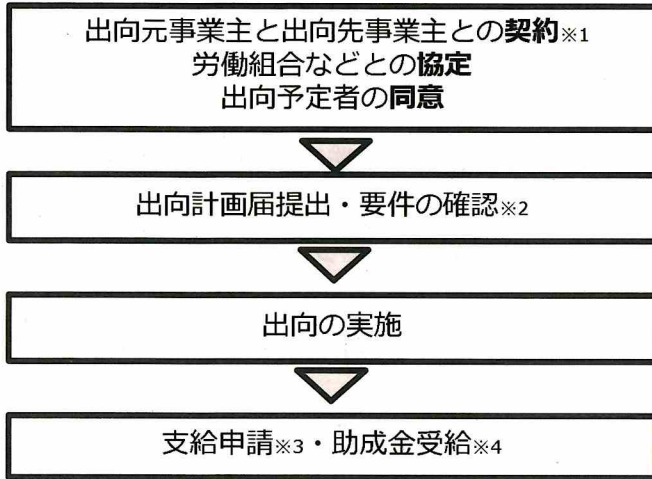 出向元事業主と出向先事業主との契約※1
労働組合などとの協定
出向予定者の同意
出向計画届提出・要件の確認※2
出向の実施
支給申請※3・助成金受給※4